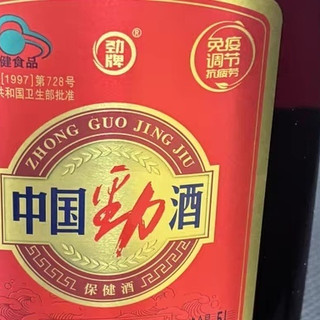 健食品
[1997]第728号
共和国卫生部批准
劲牌®
免疫
调节
抗疲劳
ZHONG GUO JING JIU
中国劲酒
保健酒
5L